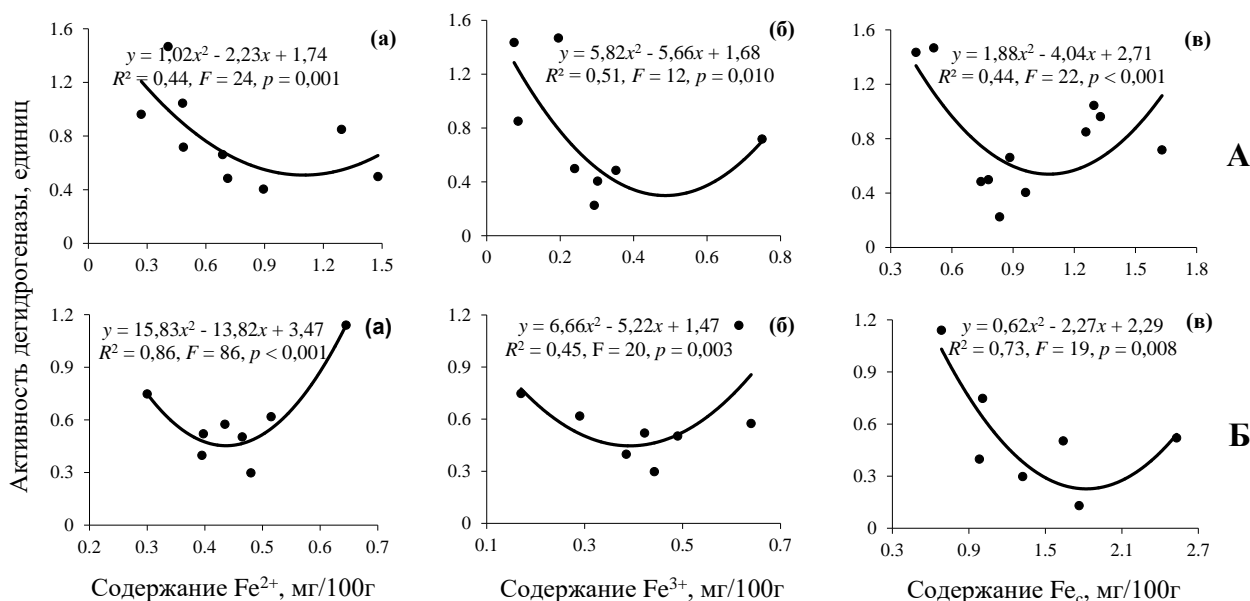 Активность дегидрогеназы, единиц
(а)
y = 1,02x² - 2,23x + 1,74
R² = 0,44, F = 24, p = 0,001
1.6
1.2
0.8
0.4
0
0
0.3
0.6
0.9
1.2
1.5
(б)
y = 5,82x² - 5,66x + 1,68
R² = 0,51, F = 12, p = 0,010
1.6
1.2
0.8
0.4
0
0
0.2
0.4
0.6
0.8
(в)
y = 1,88x² - 4,04x + 2,71
R² = 0,44, F = 22, p < 0,001
1.6
1.2
0.8
0.4
0
0.3
0.6
0.9
1.2
1.5
1.8
А
(а)
y = 15,83x² - 13,82x + 3,47
R² = 0,86, F = 86, p < 0,001
1.2
0.9
0.6
0.3
0
0.2
0.3
0.4
0.5
0.6
0.7
Содержание Fe²⁺, мг/100г
(б)
y = 6,66x² - 5,22x + 1,47
R² = 0,45, F = 20, p = 0,003
1.2
0.9
0.6
0.3
0
0.1
0.3
0.5
0.7
Содержание Fe³⁺, мг/100г
(в)
y = 0,62x² - 2,27x + 2,29
R² = 0,73, F = 19, p = 0,008
1.2
0.9
0.6
0.3
0
0.3
0.9
1.5
2.1
2.7
Содержание Fec, мг/100г
Б